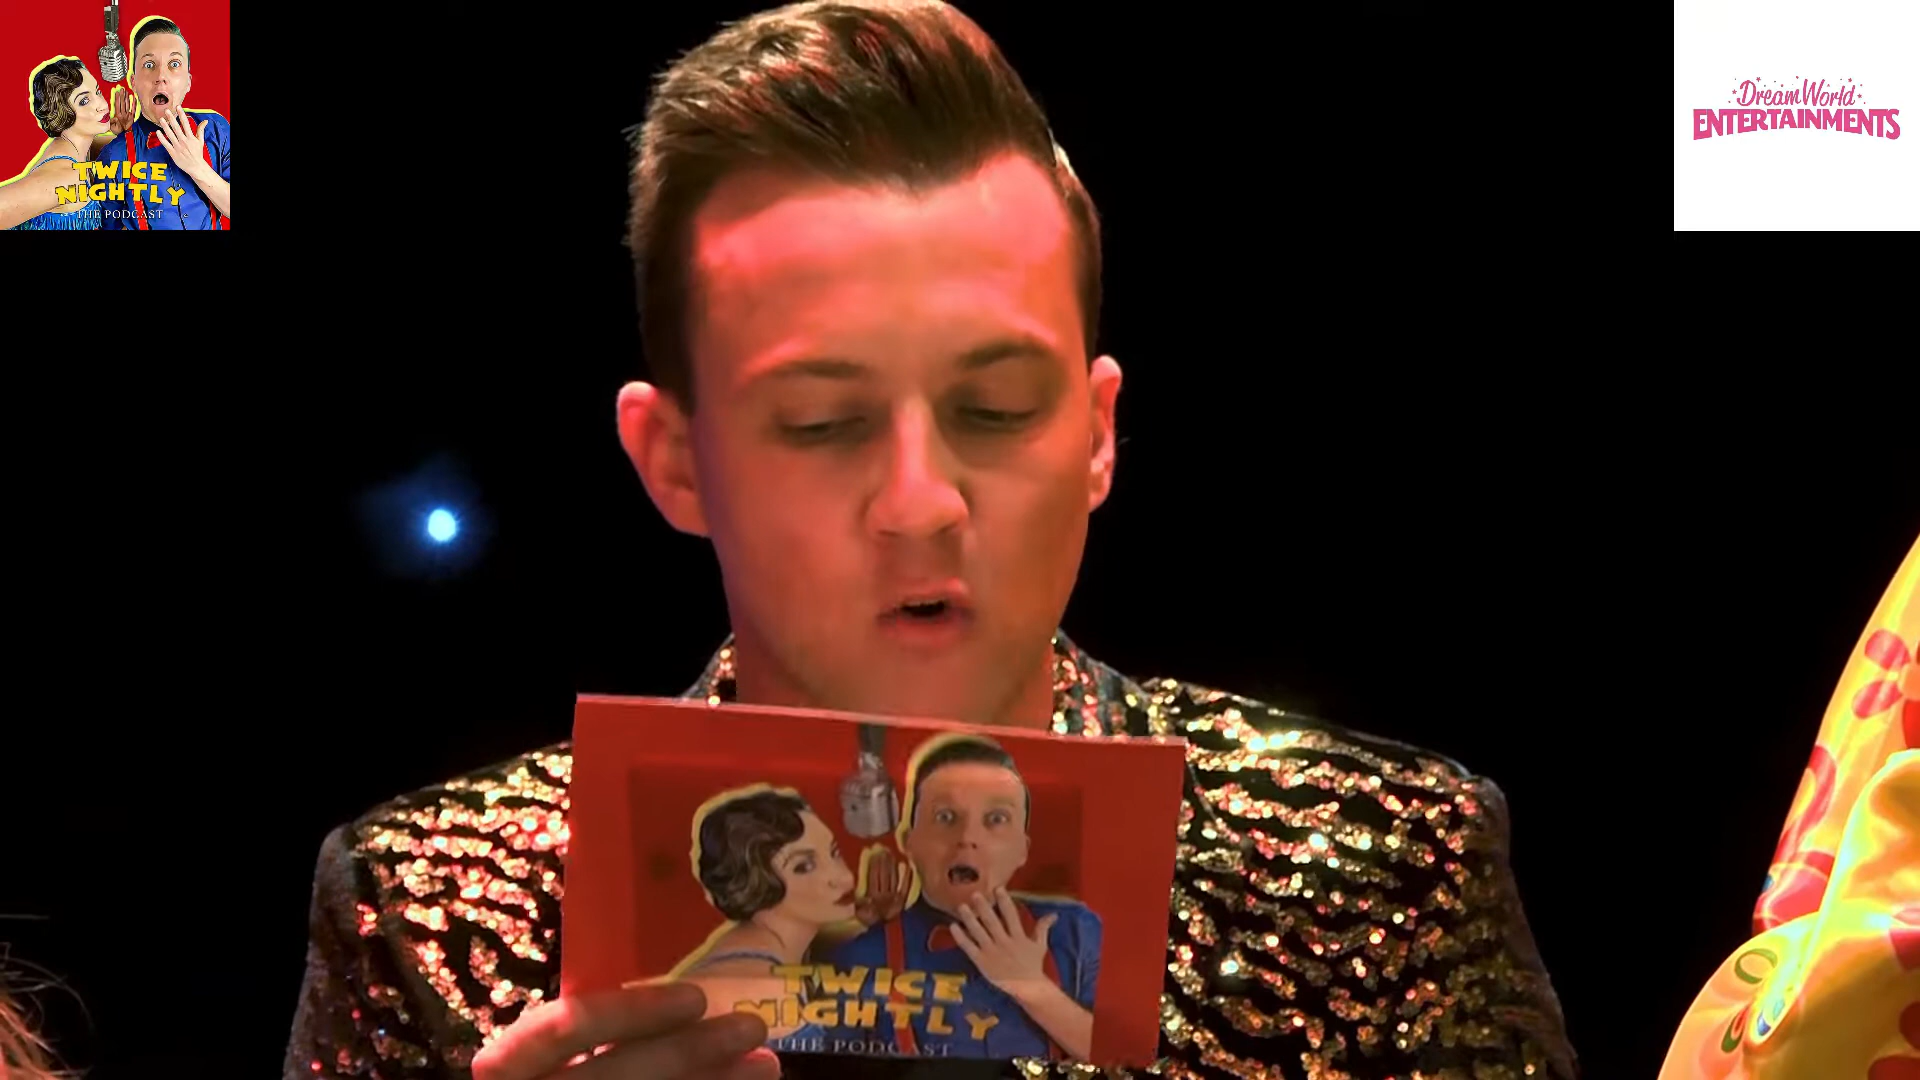 TWICE
NIGHTLY
THE PODCAST
Dream World
ENTERTAINMENTS
TWICE
NIGHTLY
THE PODCAST